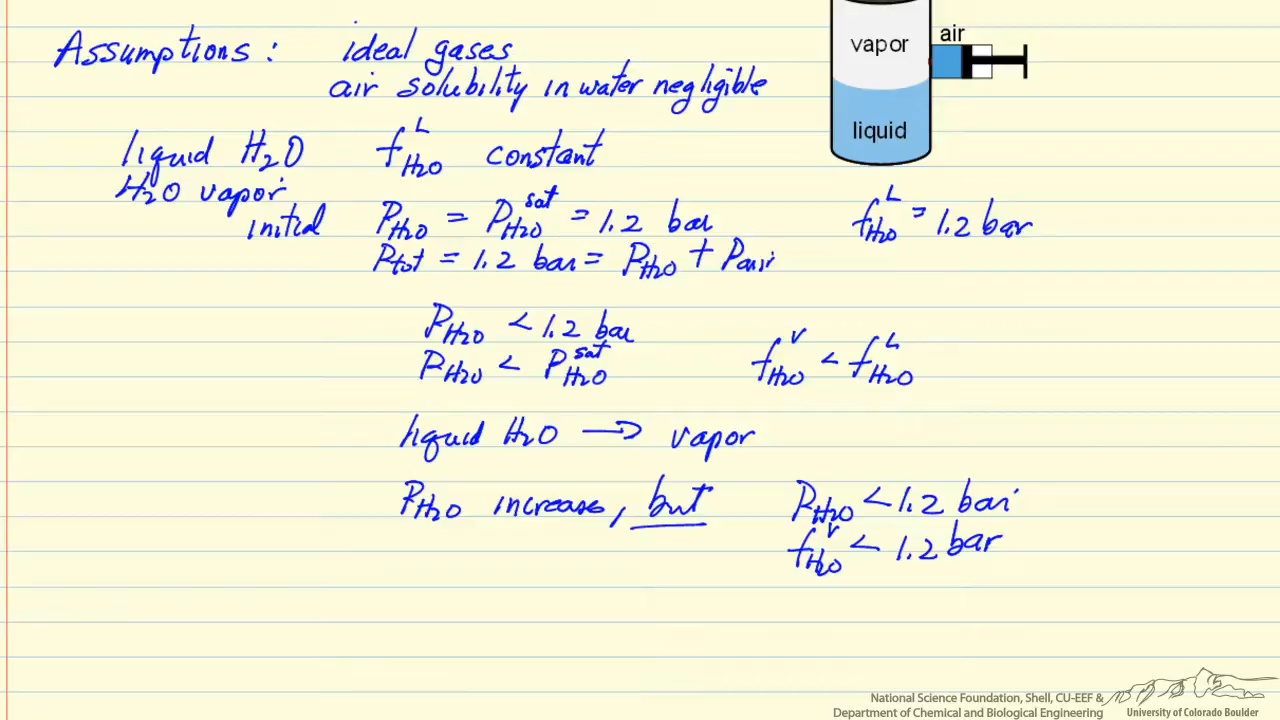 Assumptions: ideal gases
air solubility in water negligible
vapor
air
liquid
liquid H2O f^L_H2O constant
H2O vapor
initial P_H2O = P^sat_H2O = 1.2 bar f^L_H2O = 1.2 bar
Ptot = 1.2 bar = P_H2O + Pair
P_H2O < 1.2 bar
P_H2O < P^sat_H2O f^V_H2O < f^L_H2O
liquid H2O → vapor
P_H2O increases, but P_H2O < 1.2 bar
f^V_H2O < 1.2 bar
National Science Foundation, Shell, CU-EEF &
Department of Chemical and Biological Engineering
University of Colorado Boulder